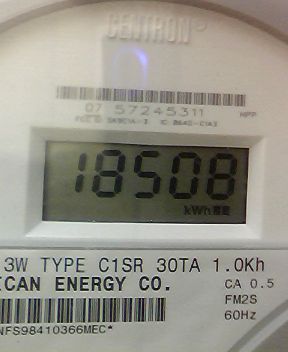 CENTRON®
07 57245311 MPP
18508
kWh
3W TYPE C1SR 30TA 1.0Kh
ICAN ENERGY CO. CA 0.5
FM2S
NFS98410366MEC* 60Hz